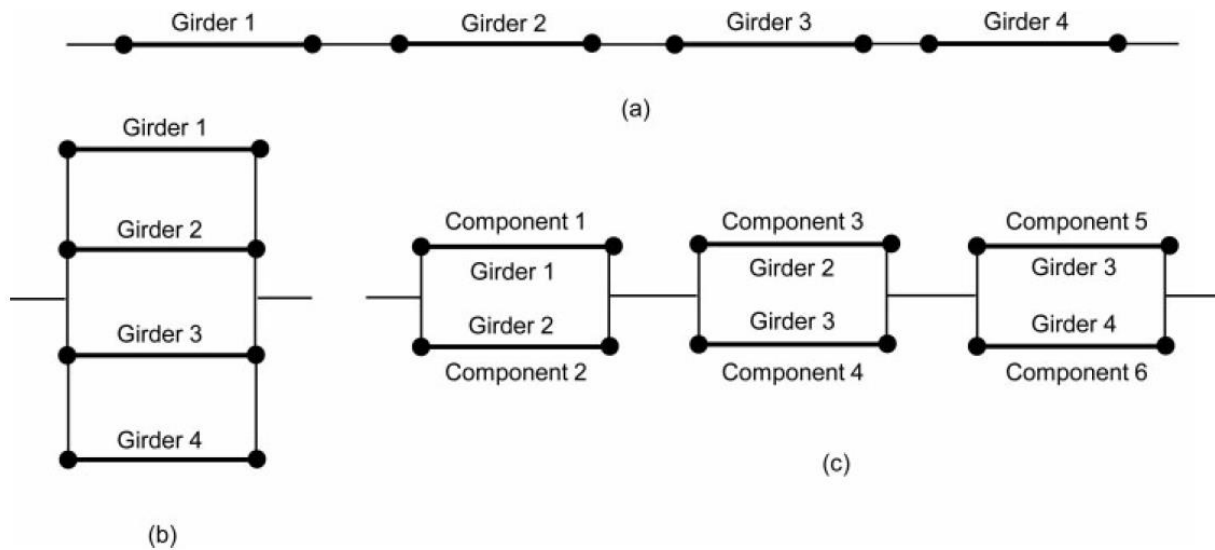 Girder 1 Girder 2 Girder 3 Girder 4
(a)
Girder 1
Girder 2
Girder 3
Girder 4
(b)
Component 1 Component 3 Component 5
Girder 1 Girder 2 Girder 3
Girder 2 Girder 3 Girder 4
Component 2 Component 4 Component 6
(c)